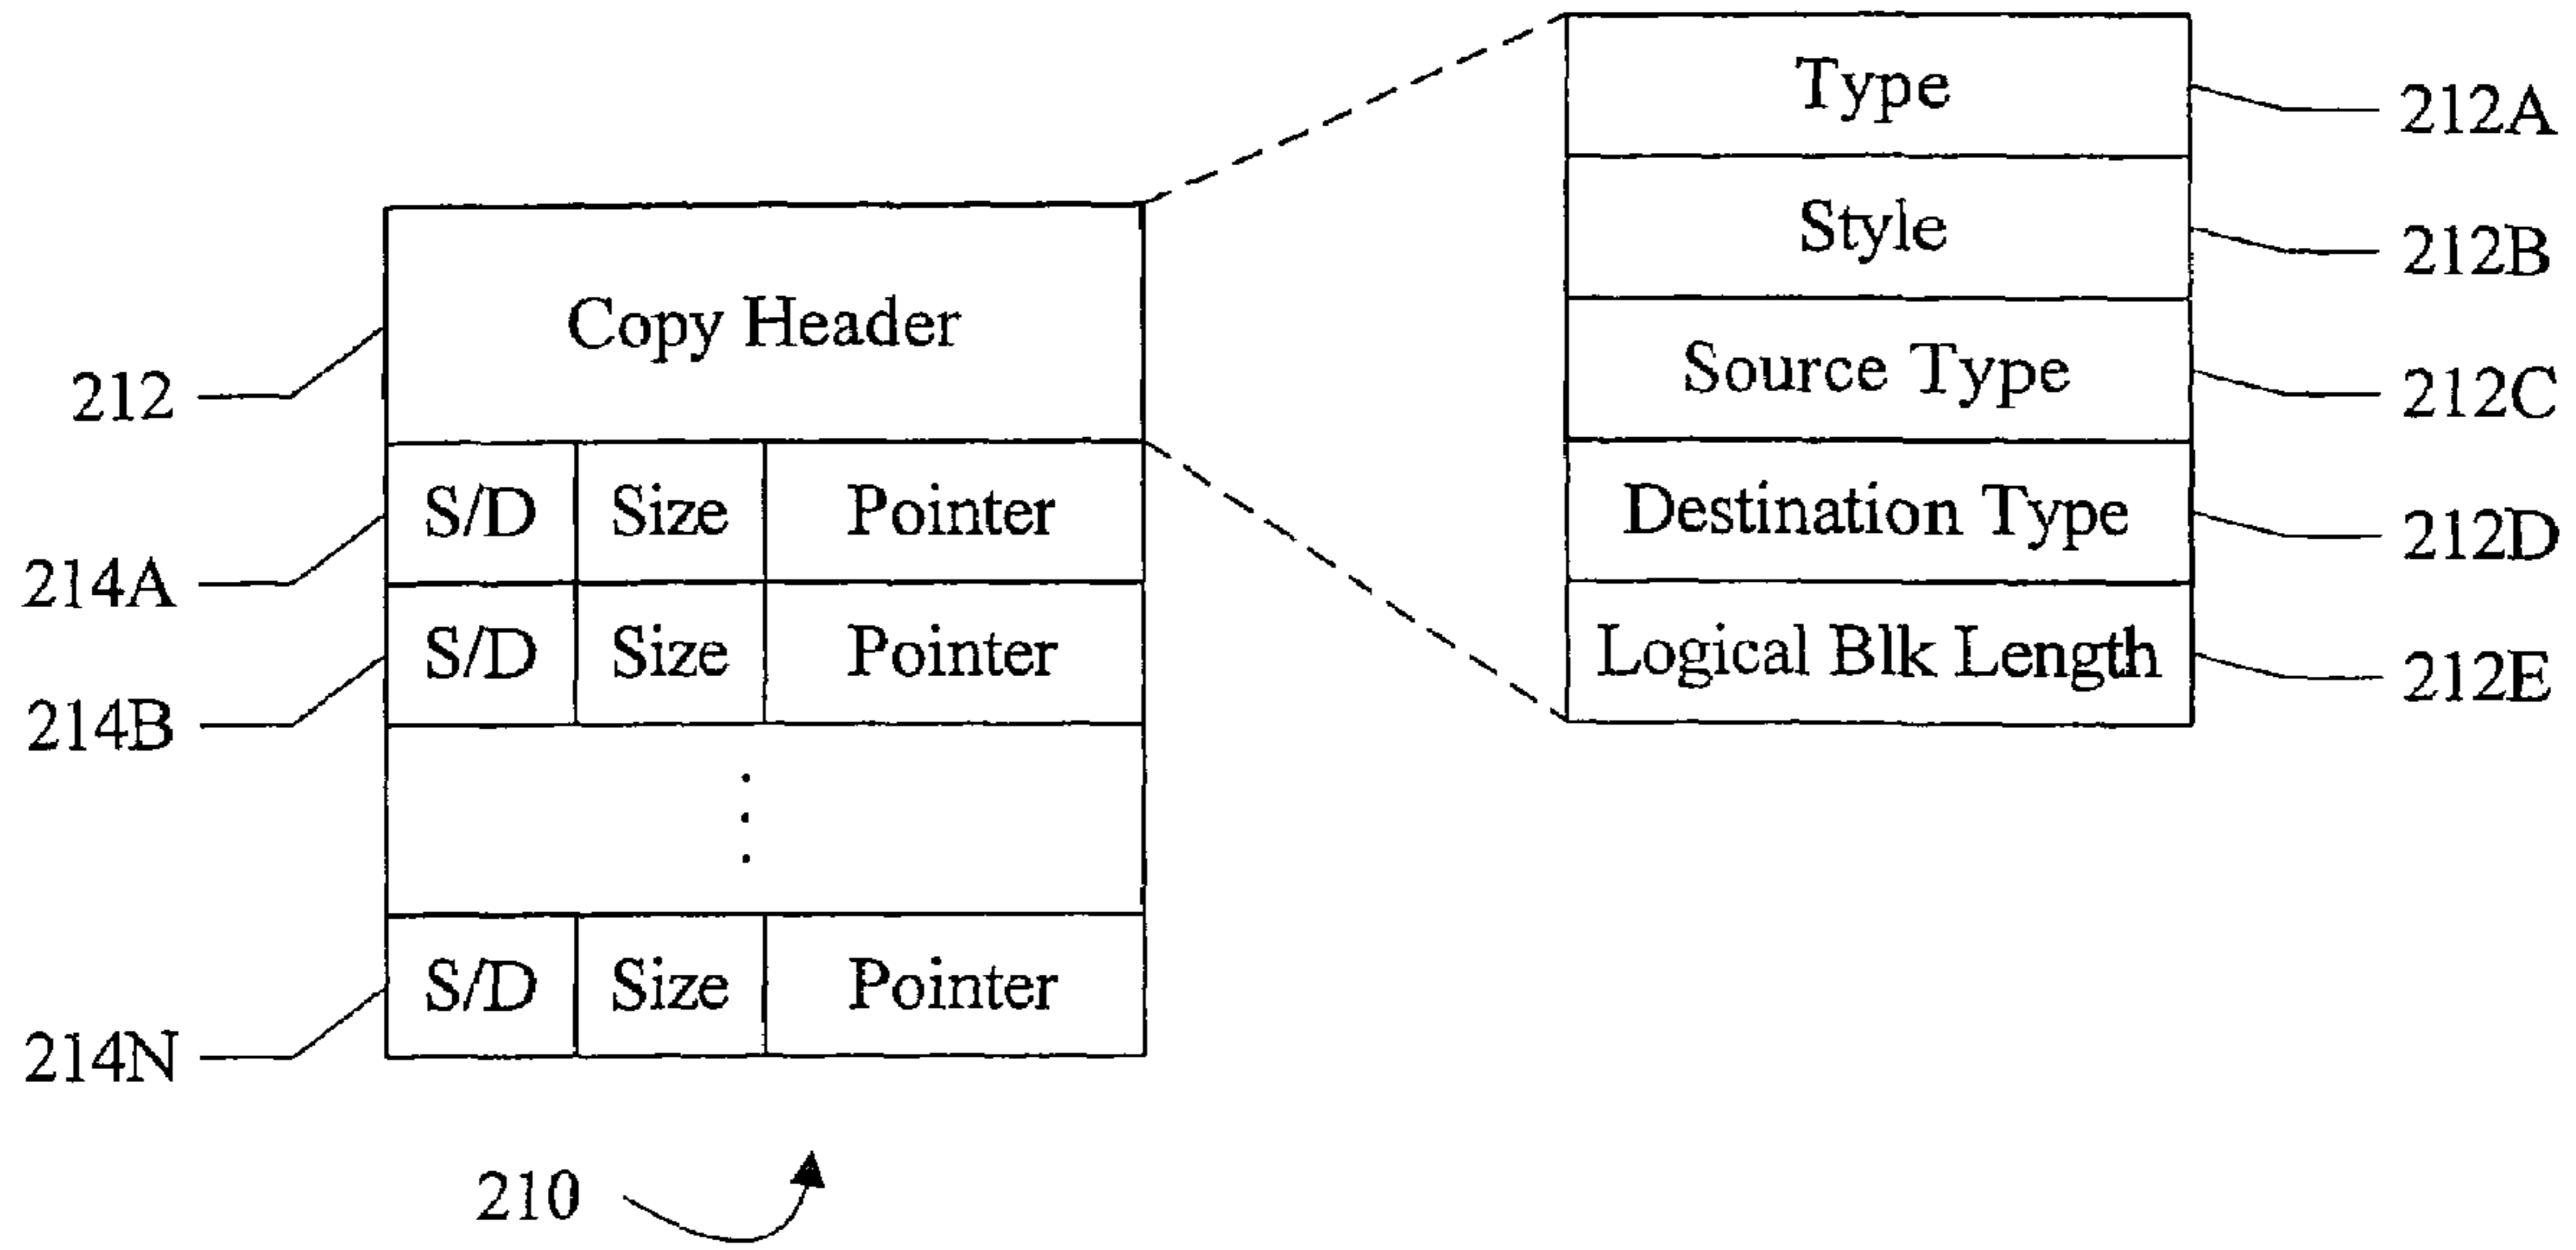 Type 212A
Style 212B
Source Type 212C
Destination Type 212D
Logical Blk Length 212E
212 Copy Header
214A S/D Size Pointer
214B S/D Size Pointer
214N S/D Size Pointer
210